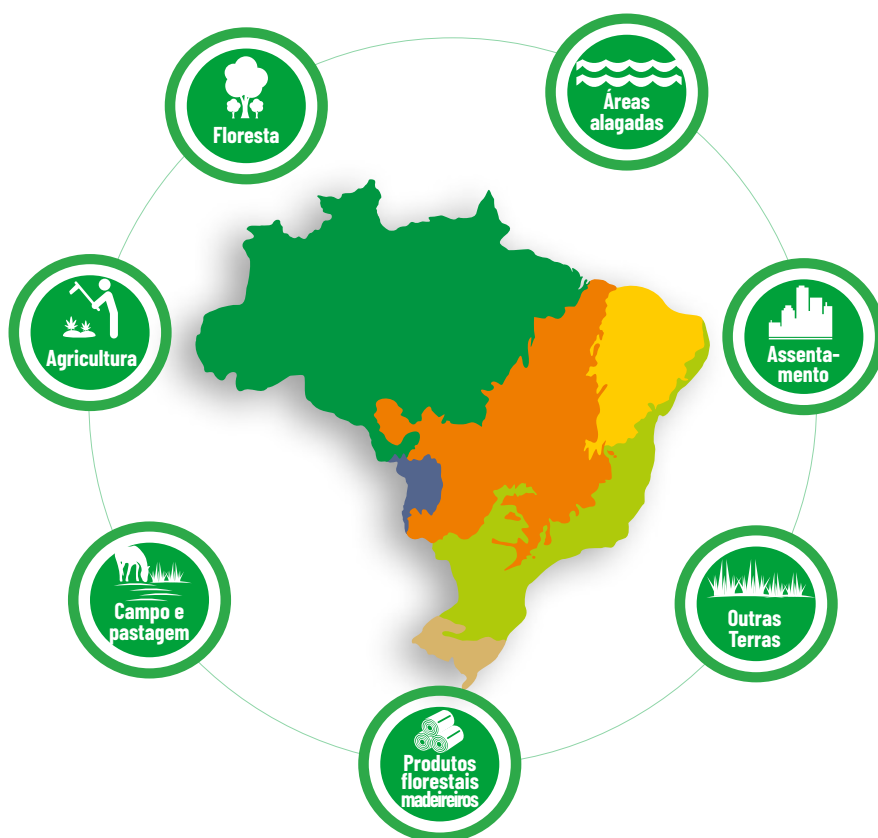 Floresta
Áreas
alagadas
Agricultura
Assenta-
mento
Campo e
pastagem
Outras
Terras
Produtos
florestais
madeireiros